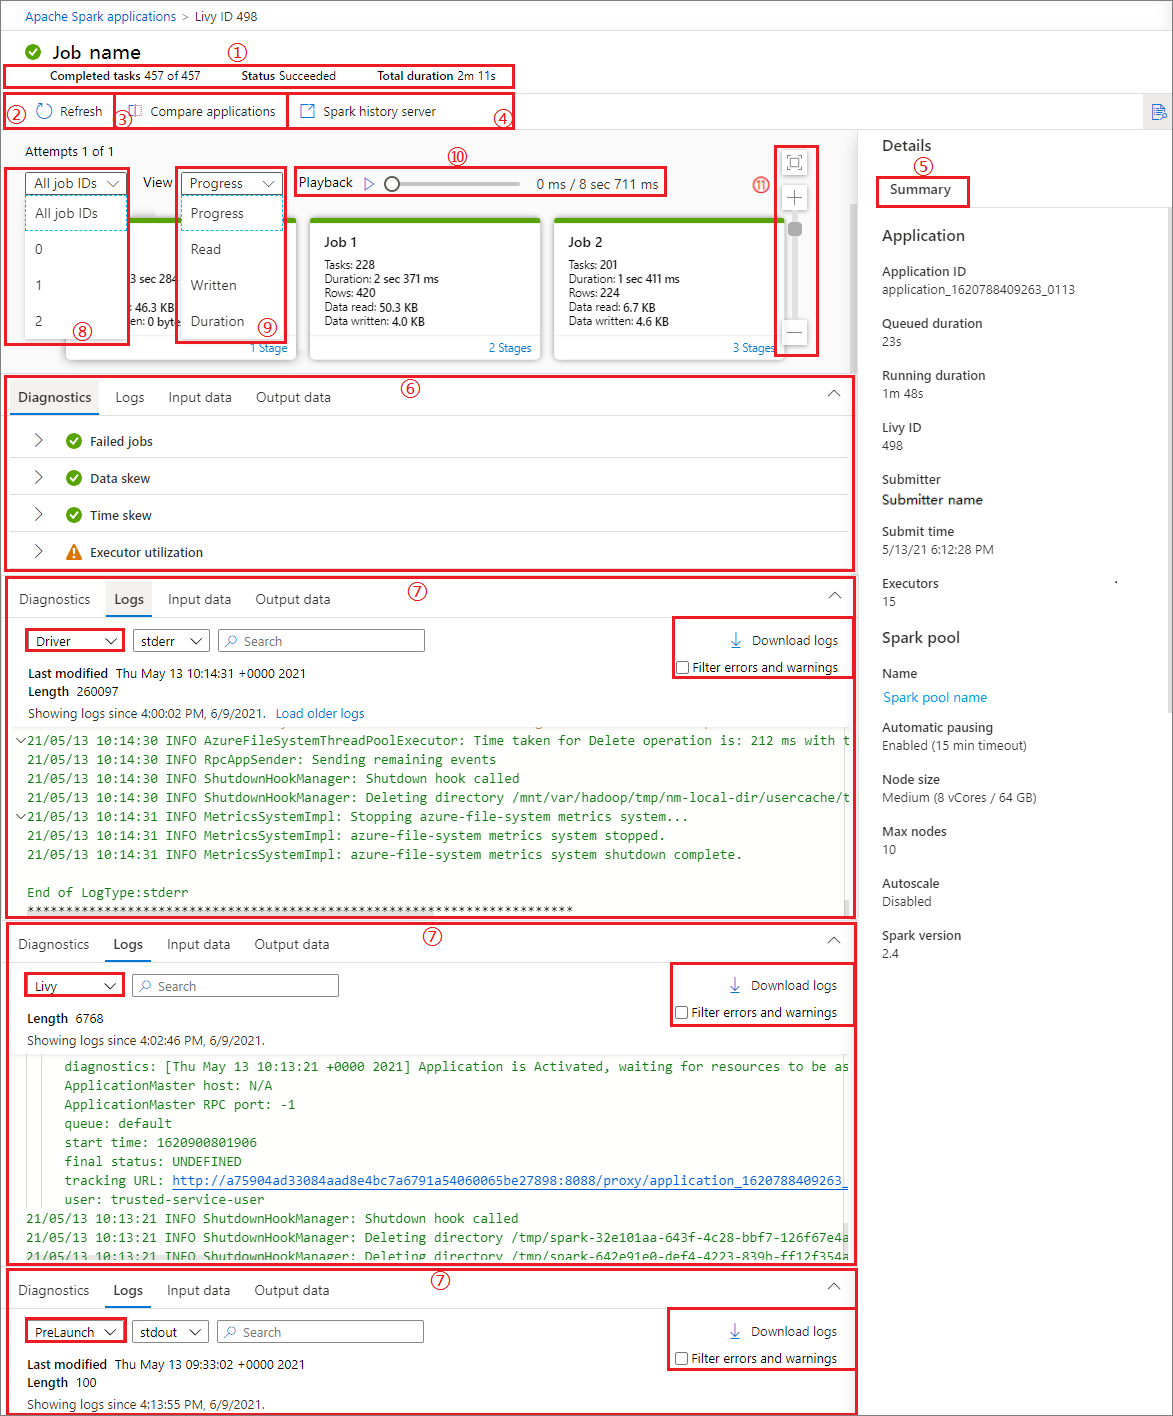 Apache Spark applications > Livy ID 498
Job name
①
Completed tasks 457 of 457 Status Succeeded Total duration 2m 11s
② Refresh ③ Compare applications Spark history server ④
Attempts 1 of 1
All job IDs View Progress Playback 0 ms / 8 sec 711 ms
⑩
⑪
All job IDs
0
1
2
⑧
Progress
Read
Written
Duration
⑨
3 sec 284
: 46.3 KB
en: 0 byte
1 Stage
Job 1
Tasks: 228
Duration: 2 sec 371 ms
Rows: 420
Data read: 50.3 KB
Data written: 4.0 KB
2 Stages
Job 2
Tasks: 201
Duration: 1 sec 411 ms
Rows: 224
Data read: 6.7 KB
Data written: 4.6 KB
3 Stages
Diagnostics Logs Input data Output data
⑥
Failed jobs
Data skew
Time skew
Executor utilization
Diagnostics Logs Input data Output data
⑦
Driver stderr Search
Download logs
Filter errors and warnings
Last modified Thu May 13 10:14:31 +0000 2021
Length 260097
Showing logs since 4:00:02 PM, 6/9/2021. Load older logs
21/05/13 10:14:30 INFO AzureFileSystemThreadPoolExecutor: Time taken for Delete operation is: 212 ms with t
21/05/13 10:14:30 INFO RpcAppSender: Sending remaining events
21/05/13 10:14:30 INFO ShutdownHookManager: Shutdown hook called
21/05/13 10:14:30 INFO ShutdownHookManager: Deleting directory /mnt/var/hadoop/tmp/nm-local-dir/usercache/t
21/05/13 10:14:31 INFO MetricsSystemImpl: Stopping azure-file-system metrics system...
21/05/13 10:14:31 INFO MetricsSystemImpl: azure-file-system metrics system stopped.
21/05/13 10:14:31 INFO MetricsSystemImpl: azure-file-system metrics system shutdown complete.
End of LogType:stderr
***********************************************************************
Diagnostics Logs Input data Output data
⑦
Livy Search
Download logs
Filter errors and warnings
Length 6768
Showing logs since 4:02:46 PM, 6/9/2021.
diagnostics: [Thu May 13 10:13:21 +0000 2021] Application is Activated, waiting for resources to be as
ApplicationMaster host: N/A
ApplicationMaster RPC port: -1
queue: default
start time: 1620900801906
final status: UNDEFINED
tracking URL: http://a75904ad33084aad8e4bc7a6791a54060065be27898:8088/proxy/application_1620788409263_
user: trusted-service-user
21/05/13 10:13:21 INFO ShutdownHookManager: Shutdown hook called
21/05/13 10:13:21 INFO ShutdownHookManager: Deleting directory /tmp/spark-32e101aa-643f-4c28-bbf7-126f67e4a
21/05/13 10:13:21 INFO ShutdownHookManager: Deleting directory /tmp/spark-642e91e0-def4-4223-839b-ff12f354a
Diagnostics Logs Input data Output data
⑦
PreLaunch stdout Search
Download logs
Filter errors and warnings
Last modified Thu May 13 09:33:02 +0000 2021
Length 100
Showing logs since 4:13:55 PM, 6/9/2021.
Details
⑤
Summary
Application
Application ID
application_1620788409263_0113
Queued duration
23s
Running duration
1m 48s
Livy ID
498
Submitter
Submitter name
Submit time
5/13/21 6:12:28 PM
Executors
15
Spark pool
Name
Spark pool name
Automatic pausing
Enabled (15 min timeout)
Node size
Medium (8 vCores / 64 GB)
Max nodes
10
Autoscale
Disabled
Spark version
2.4